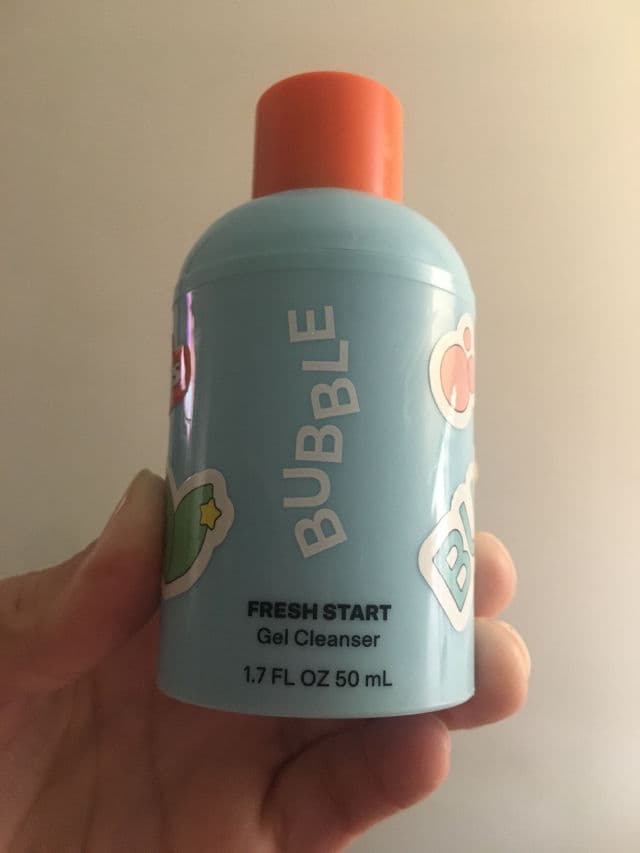 BUBBLE
FRESH START
Gel Cleanser
1.7 FL OZ 50 mL